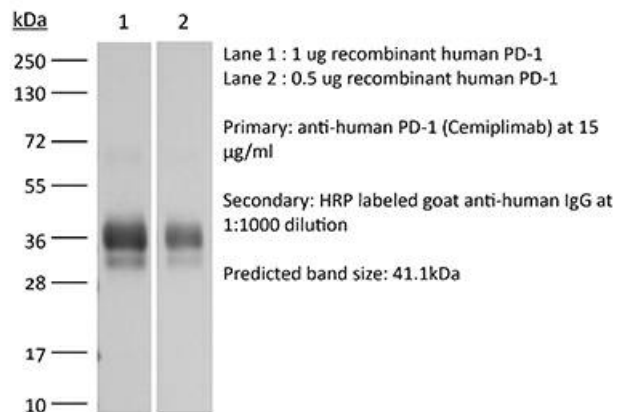 kDa
1 2
250
130
72
55
36
28
17
10
Lane 1 : 1 ug recombinant human PD-1
Lane 2 : 0.5 ug recombinant human PD-1
Primary: anti-human PD-1 (Cemiplimab) at 15
μg/ml
Secondary: HRP labeled goat anti-human IgG at
1:1000 dilution
Predicted band size: 41.1kDa